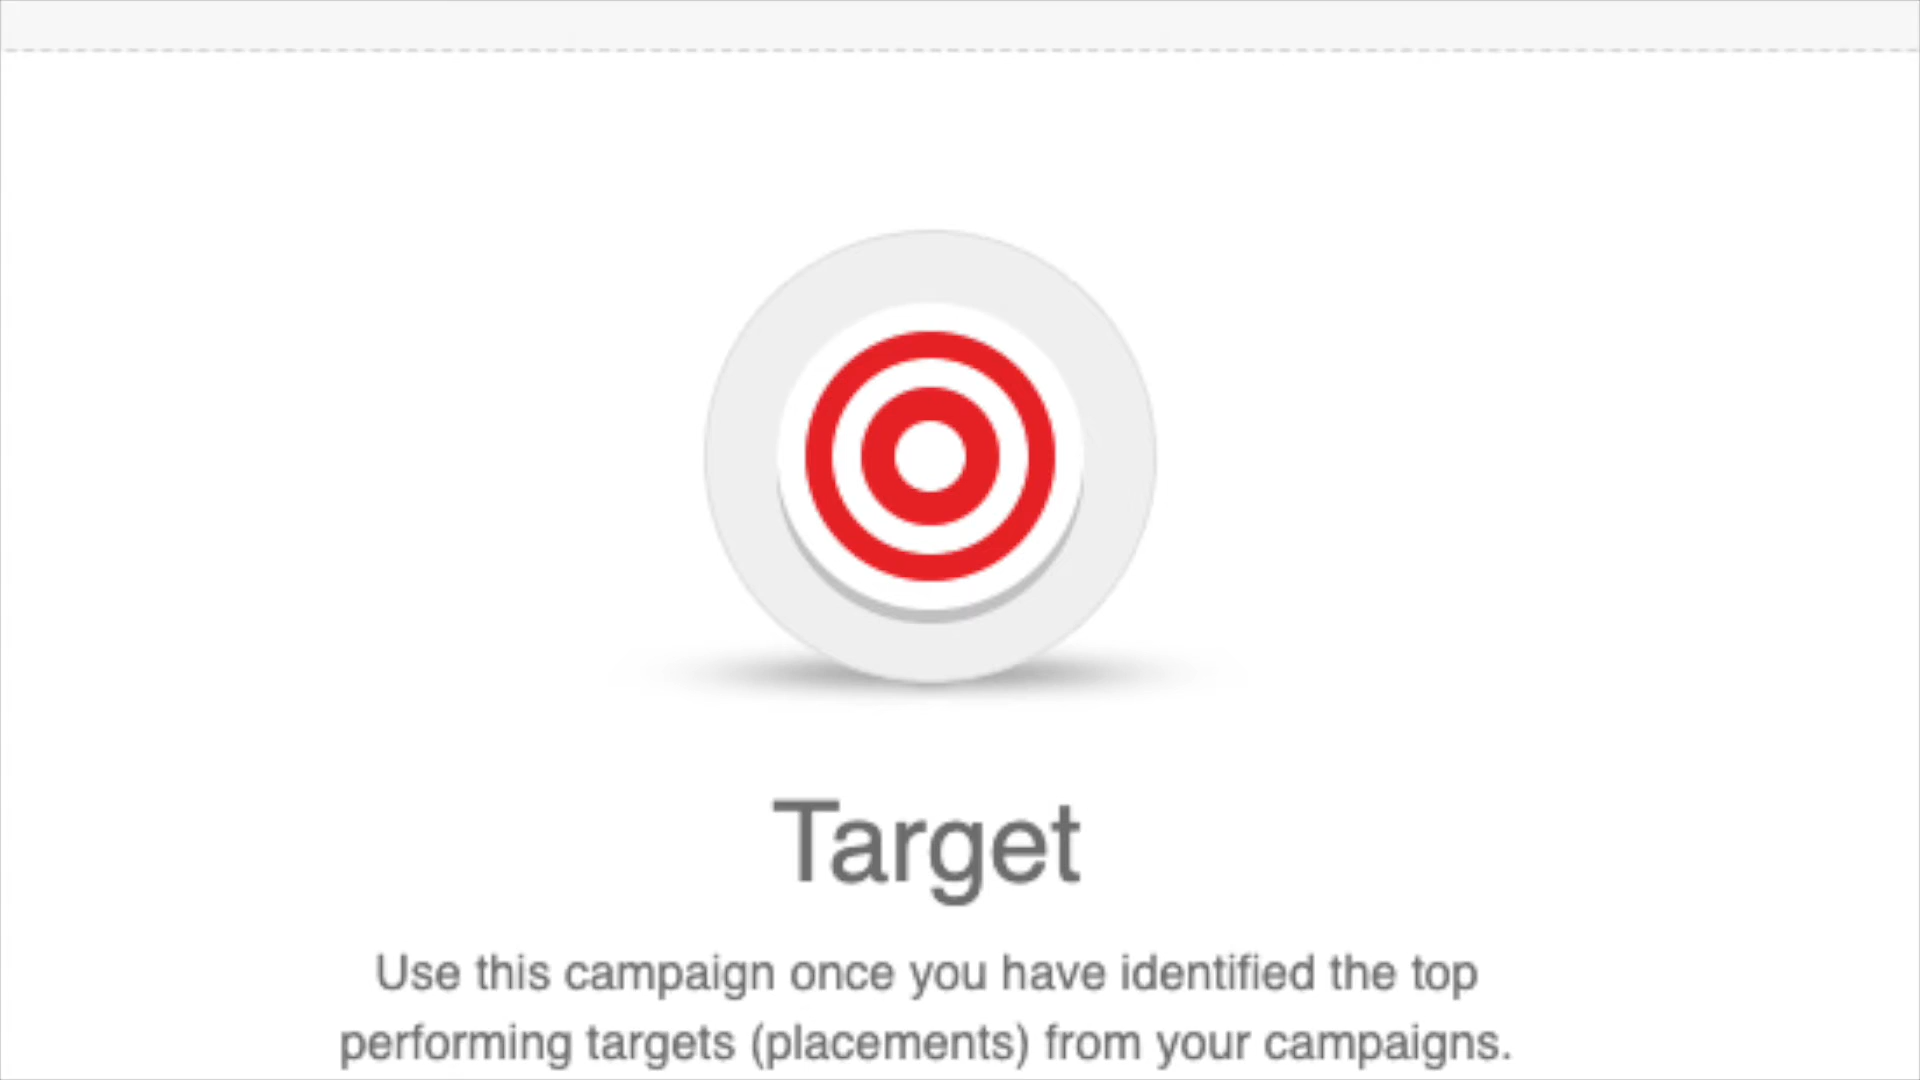 Target
Use this campaign once you have identified the top
performing targets (placements) from your campaigns.